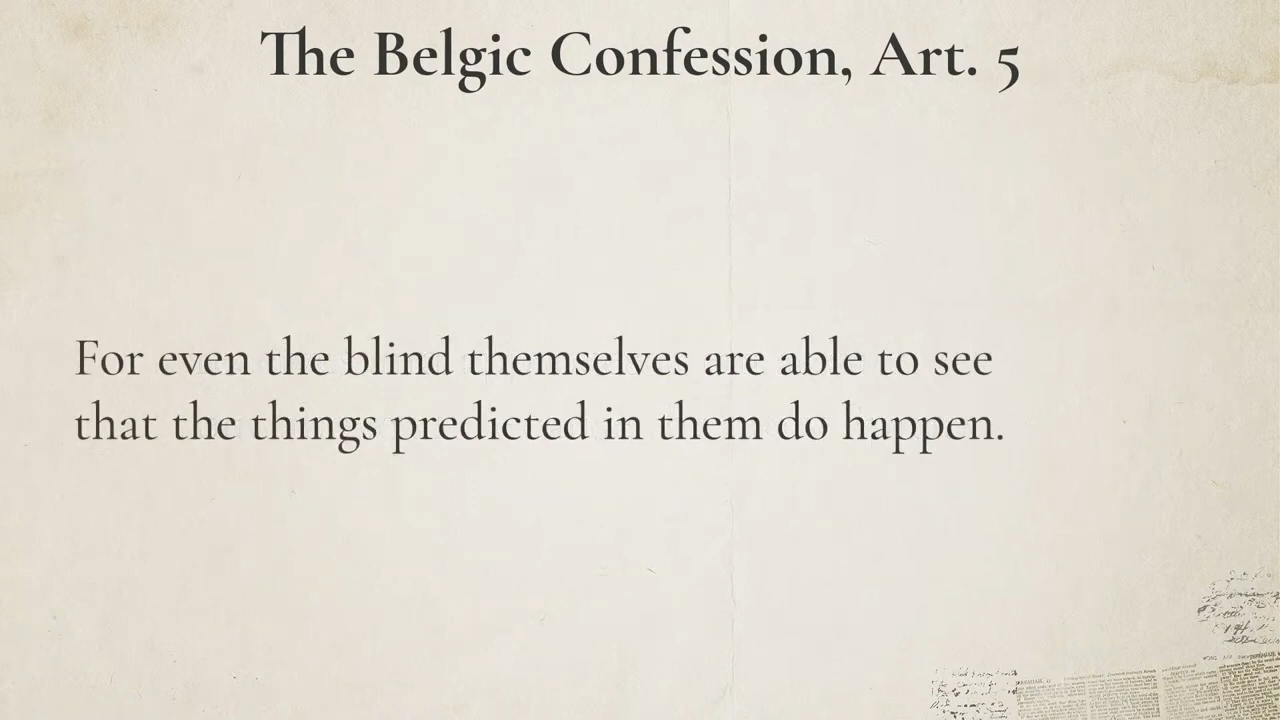 The Belgic Confession, Art. 5
For even the blind themselves are able to see
that the things predicted in them do happen.